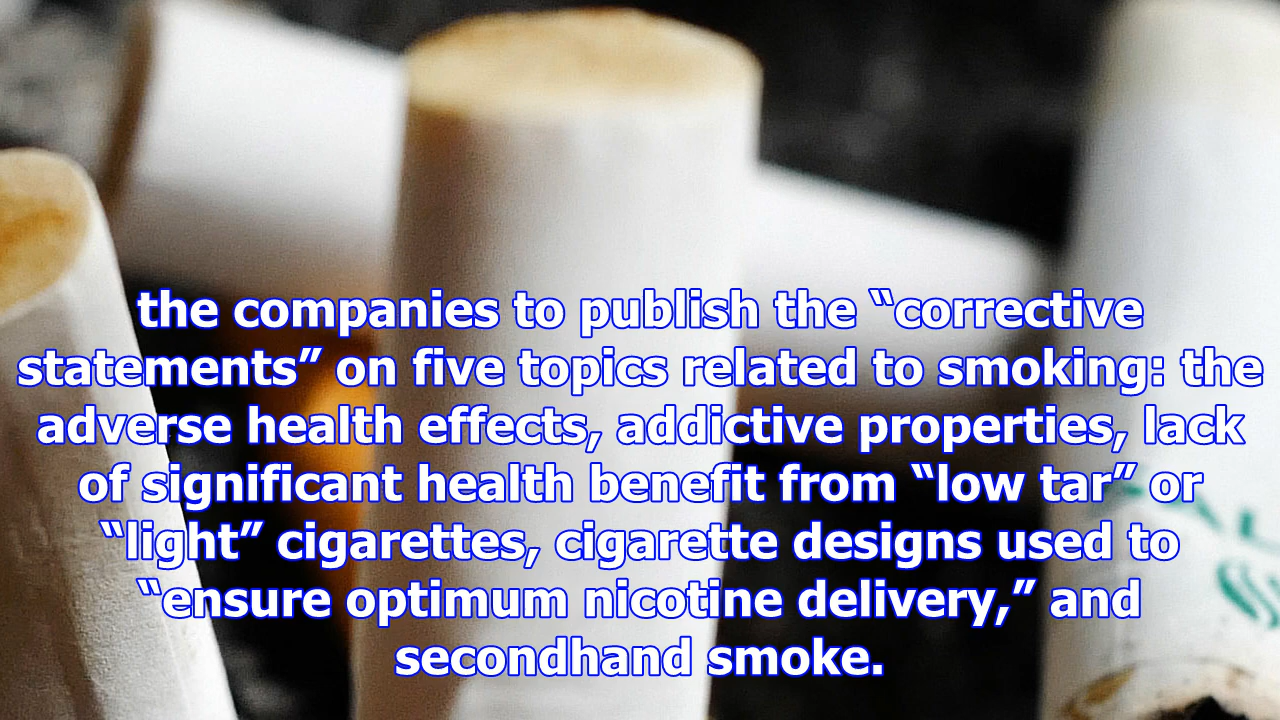 the companies to publish the “corrective
statements” on five topics related to smoking: the
adverse health effects, addictive properties, lack
of significant health benefit from “low tar” or
“light” cigarettes, cigarette designs used to
“ensure optimum nicotine delivery,” and
secondhand smoke.